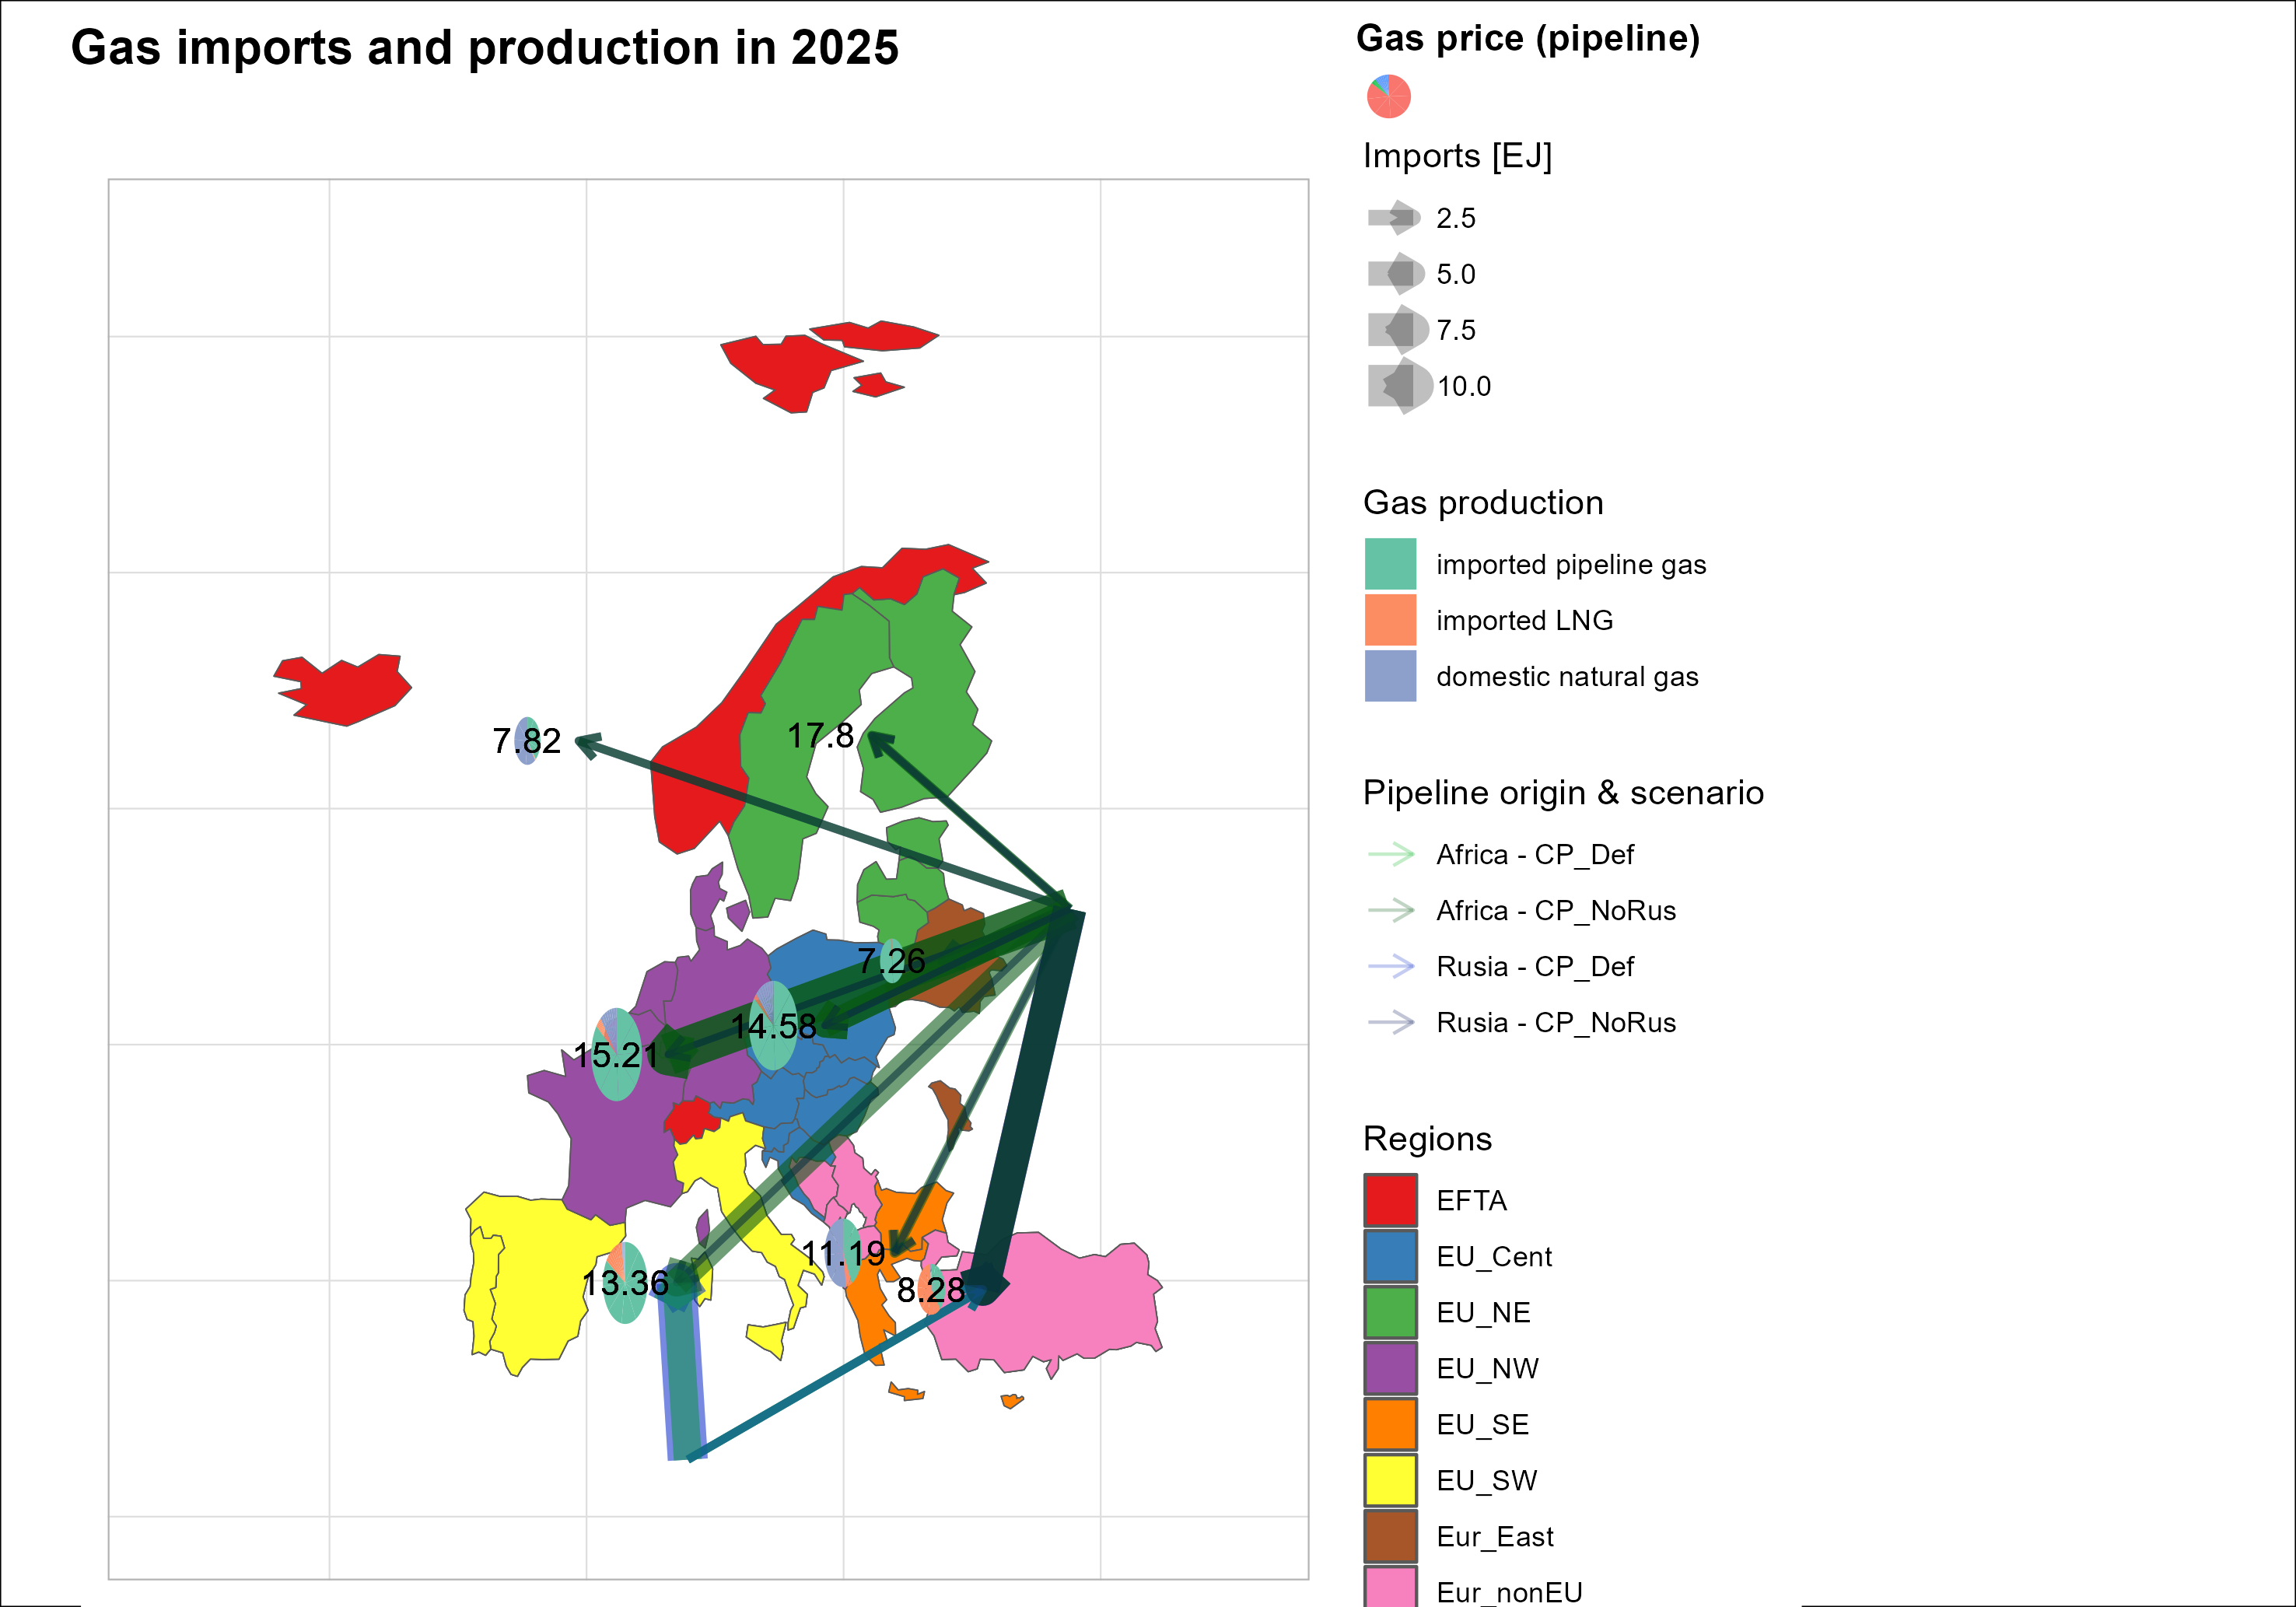 Gas imports and production in 2025
Gas price (pipeline)
Imports [EJ]
2.5
5.0
7.5
10.0
Gas production
imported pipeline gas
imported LNG
domestic natural gas
Pipeline origin & scenario
Africa - CP_Def
Africa - CP_NoRus
Rusia - CP_Def
Rusia - CP_NoRus
Regions
EFTA
EU_Cent
EU_NE
EU_NW
EU_SE
EU_SW
Eur_East
Eur_nonEU
7.82
17.8
7.26
14.58
15.21
11.19
13.36
8.28